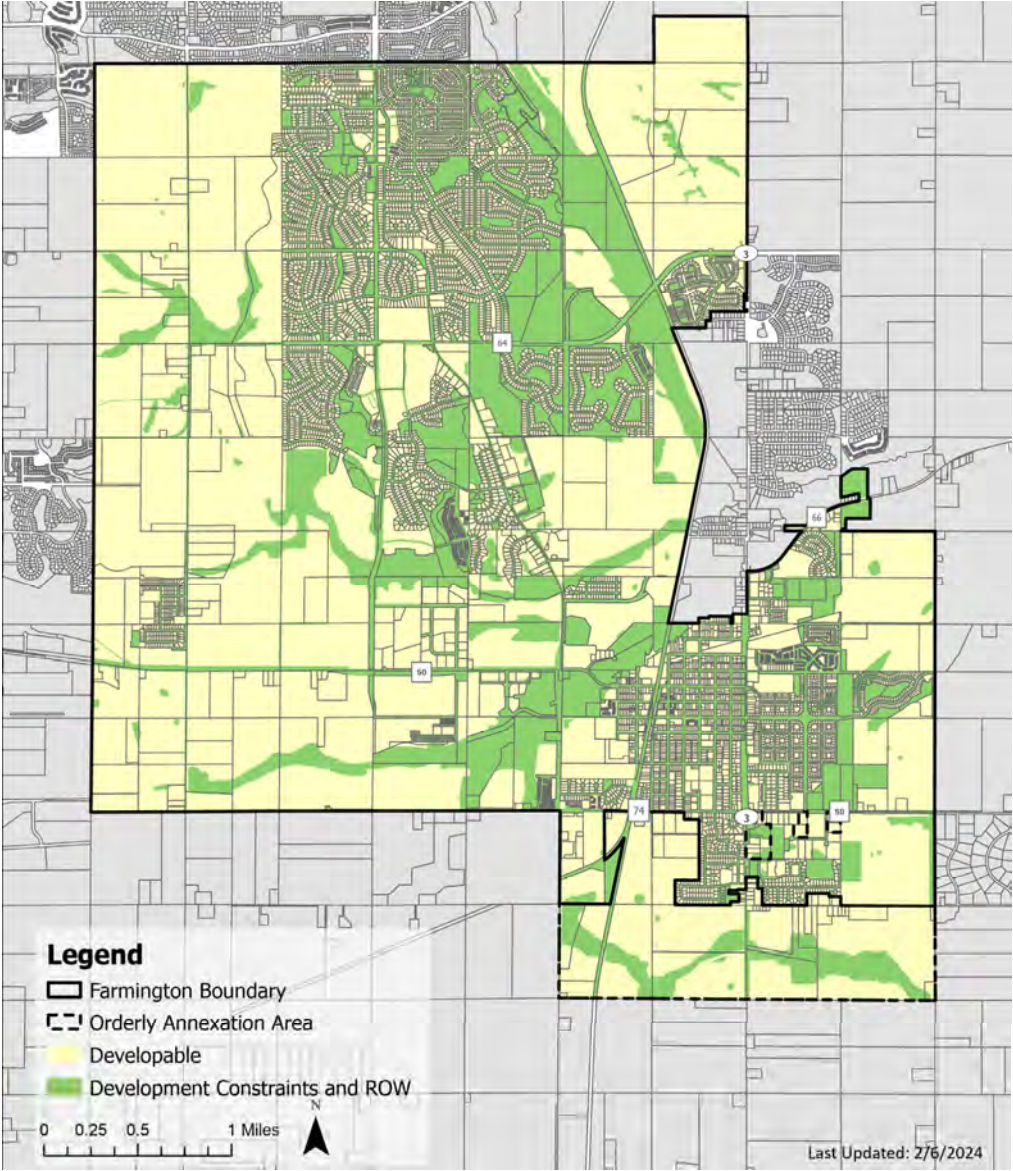 3
64
66
50
74
3
50
Legend
Farmington Boundary
Orderly Annexation Area
Developable
Development Constraints and ROW
N
0 0.25 0.5 1 Miles
Last Updated: 2/6/2024